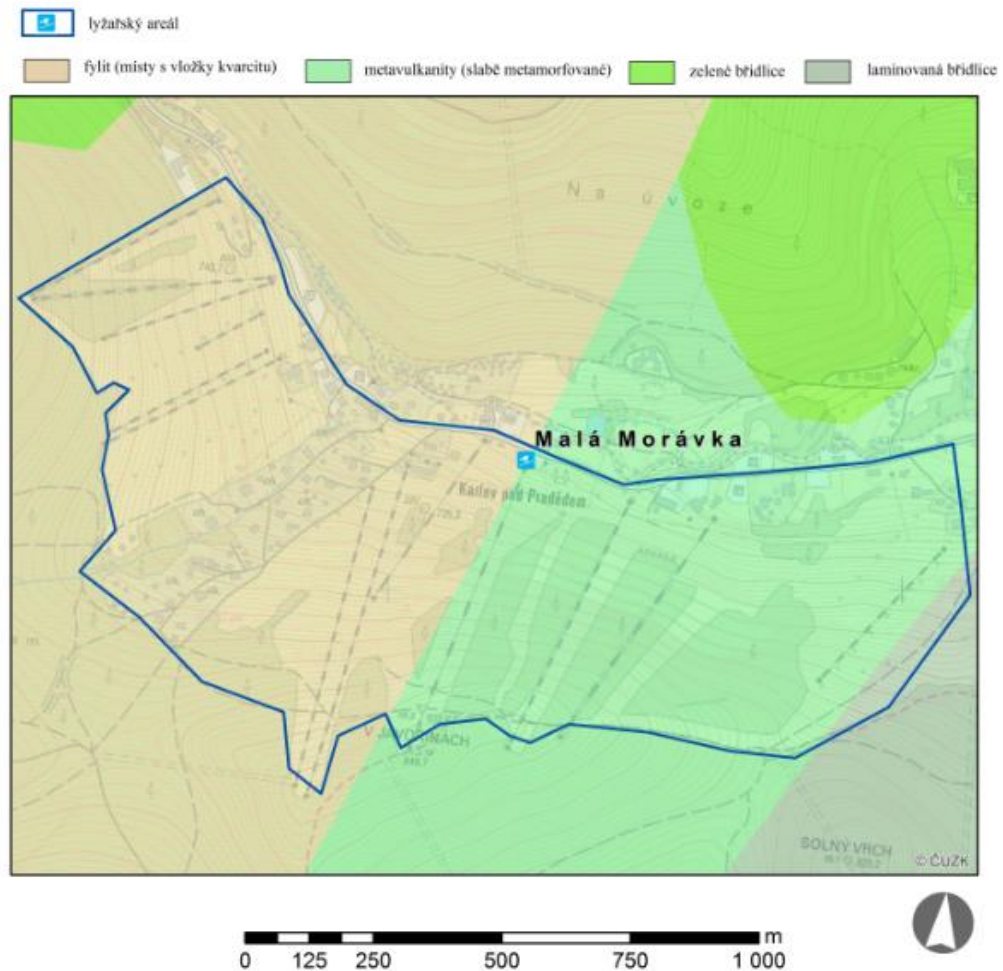 lyžařský areál
fylit (místy s vložky kvarcitu) metavulkanity (slabě metamorfované) zelené břidlice laminovaná břidlice
Na úvoze
Malá Morávka
Karlov pod Pradědem
SOLNÝ VRCH
© ČÚZK
m
0 125 250 500 750 1 000